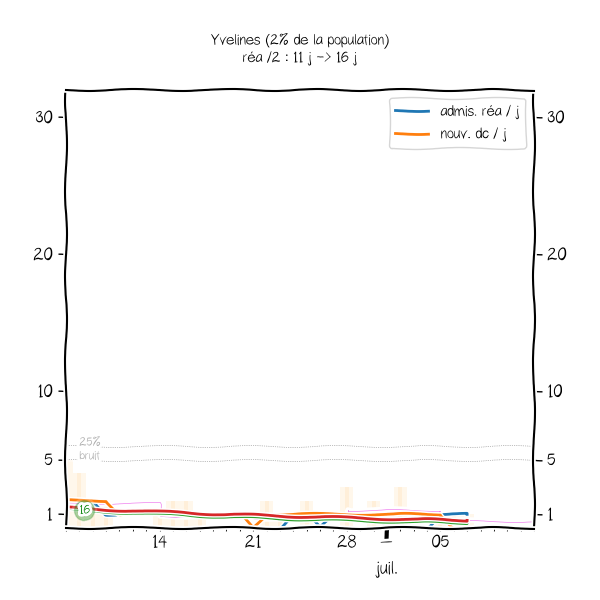 Yvelines (2% de la population)
réa /2 : 11 j -> 16 j
admis. réa / j
nouv. dc / j
30
30
20
20
10
10
25%
bruit
5
5
16
1
1
14
21
28
1
05
juil.